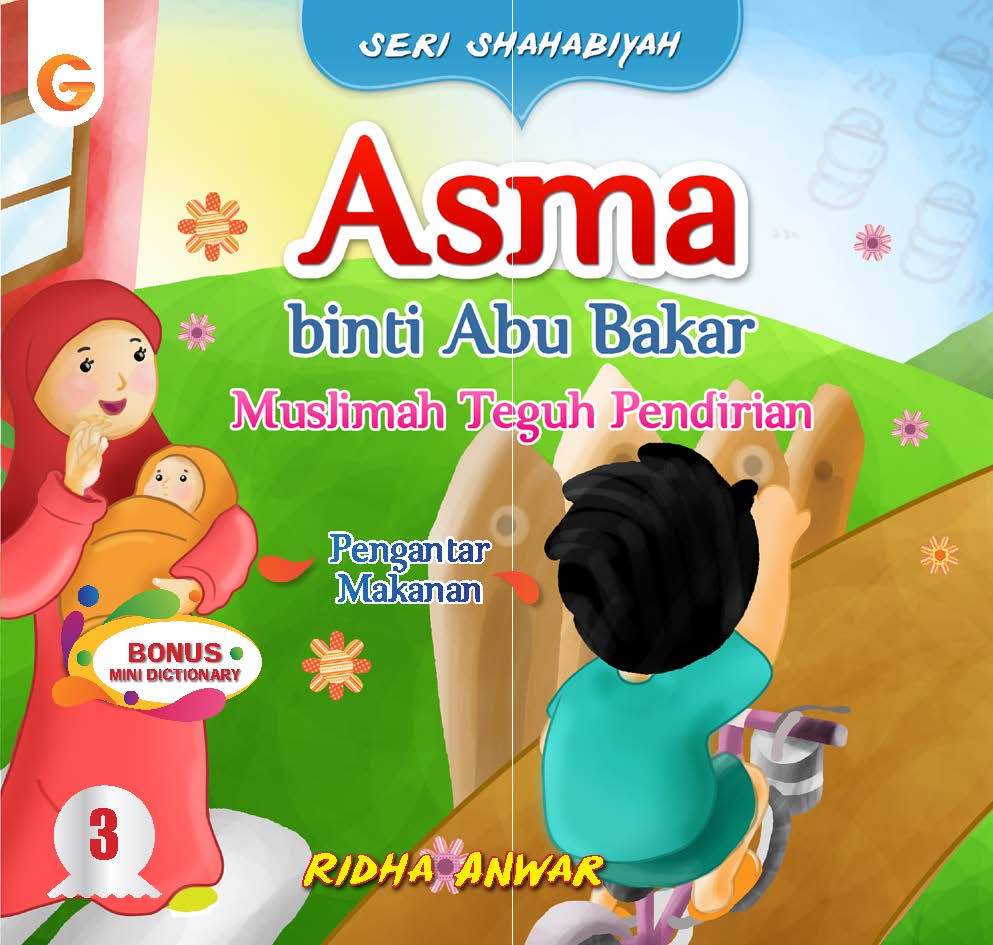 SERI SHAHABIYAH
G
Asma
binti Abu Bakar
Muslimah Teguh Pendirian
Pengantar
Makanan
BONUS
MINI DICTIONARY
3
RIDHA ANWAR